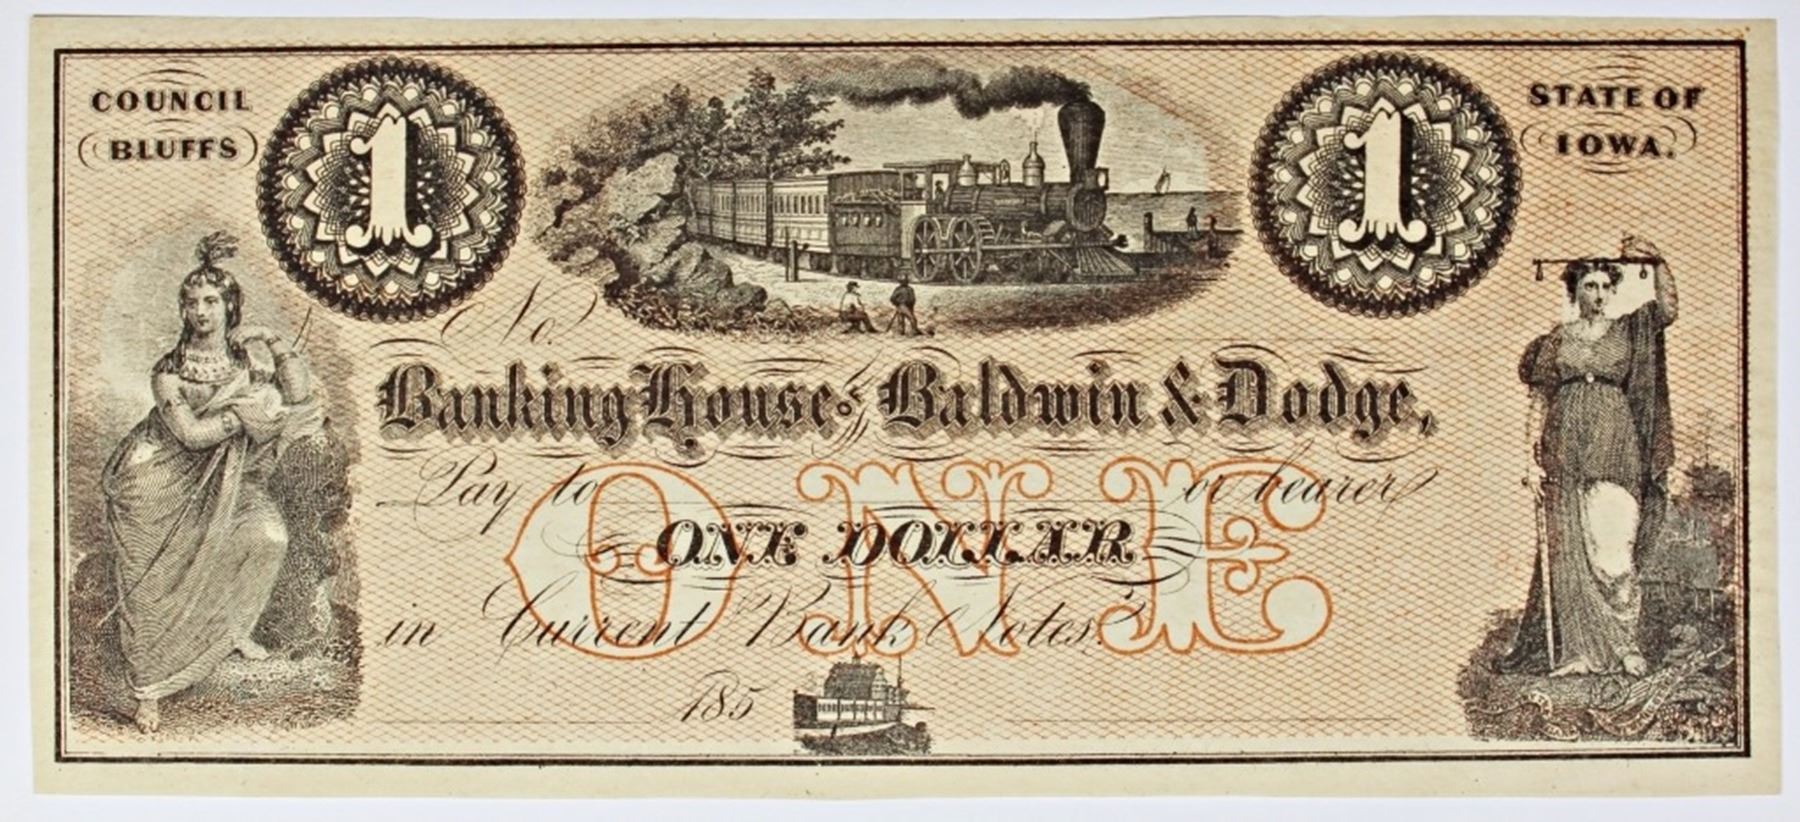 COUNCIL
BLUFFS
1
1
STATE OF
IOWA.
No.
Banking House of Baldwin & Dodge,
Pay to or bearer
ONE
ONE DOLLAR
in Current Bank Notes.
185